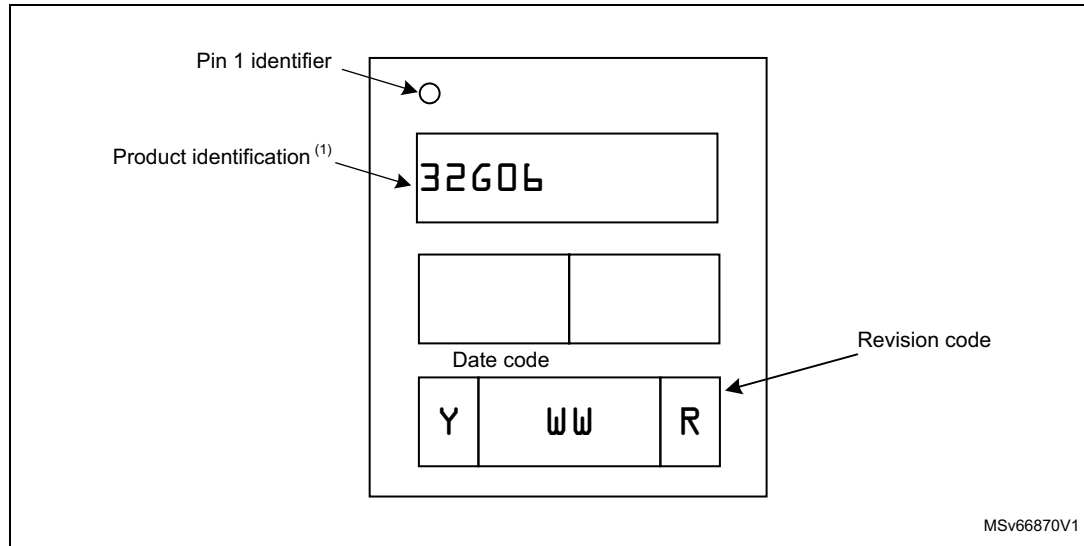 Pin 1 identifier
Product identification (1)
32G06
Revision code
Date code
Y WW R
MSv66870V1